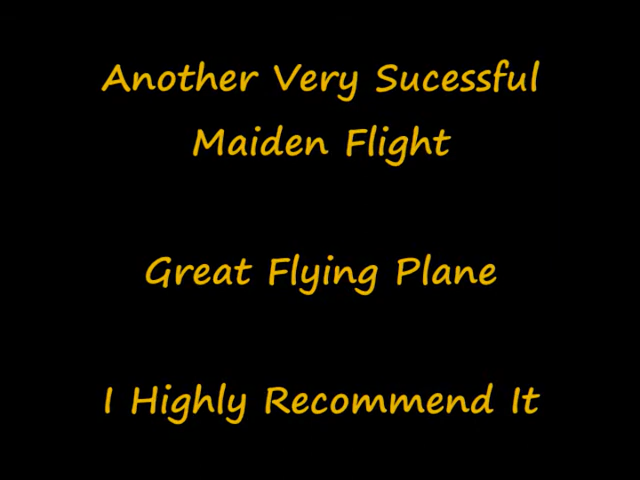 Another Very Sucessful
Maiden Flight
Great Flying Plane
I Highly Recommend It